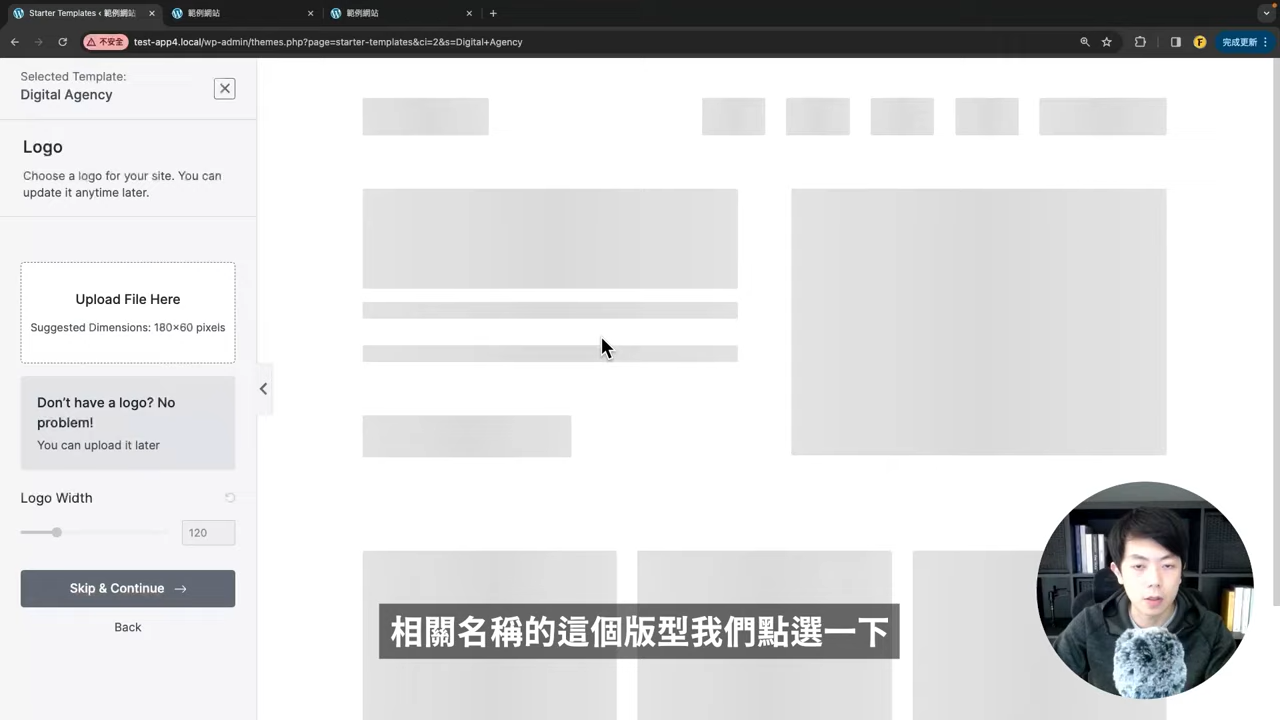 Starter Templates ‹ 範例網站
範例網站
範例網站
不安全
test-app4.local/wp-admin/themes.php?page=starter-templates&ci=2&s=Digital+Agency
完成更新
Selected Template:
Digital Agency
Logo
Choose a logo for your site. You can
update it anytime later.
Upload File Here
Suggested Dimensions: 180×60 pixels
Don’t have a logo? No
problem!
You can upload it later
Logo Width
120
Skip & Continue →
Back
相關名稱的這個版型我們點選一下